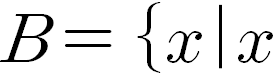 B = {x | x